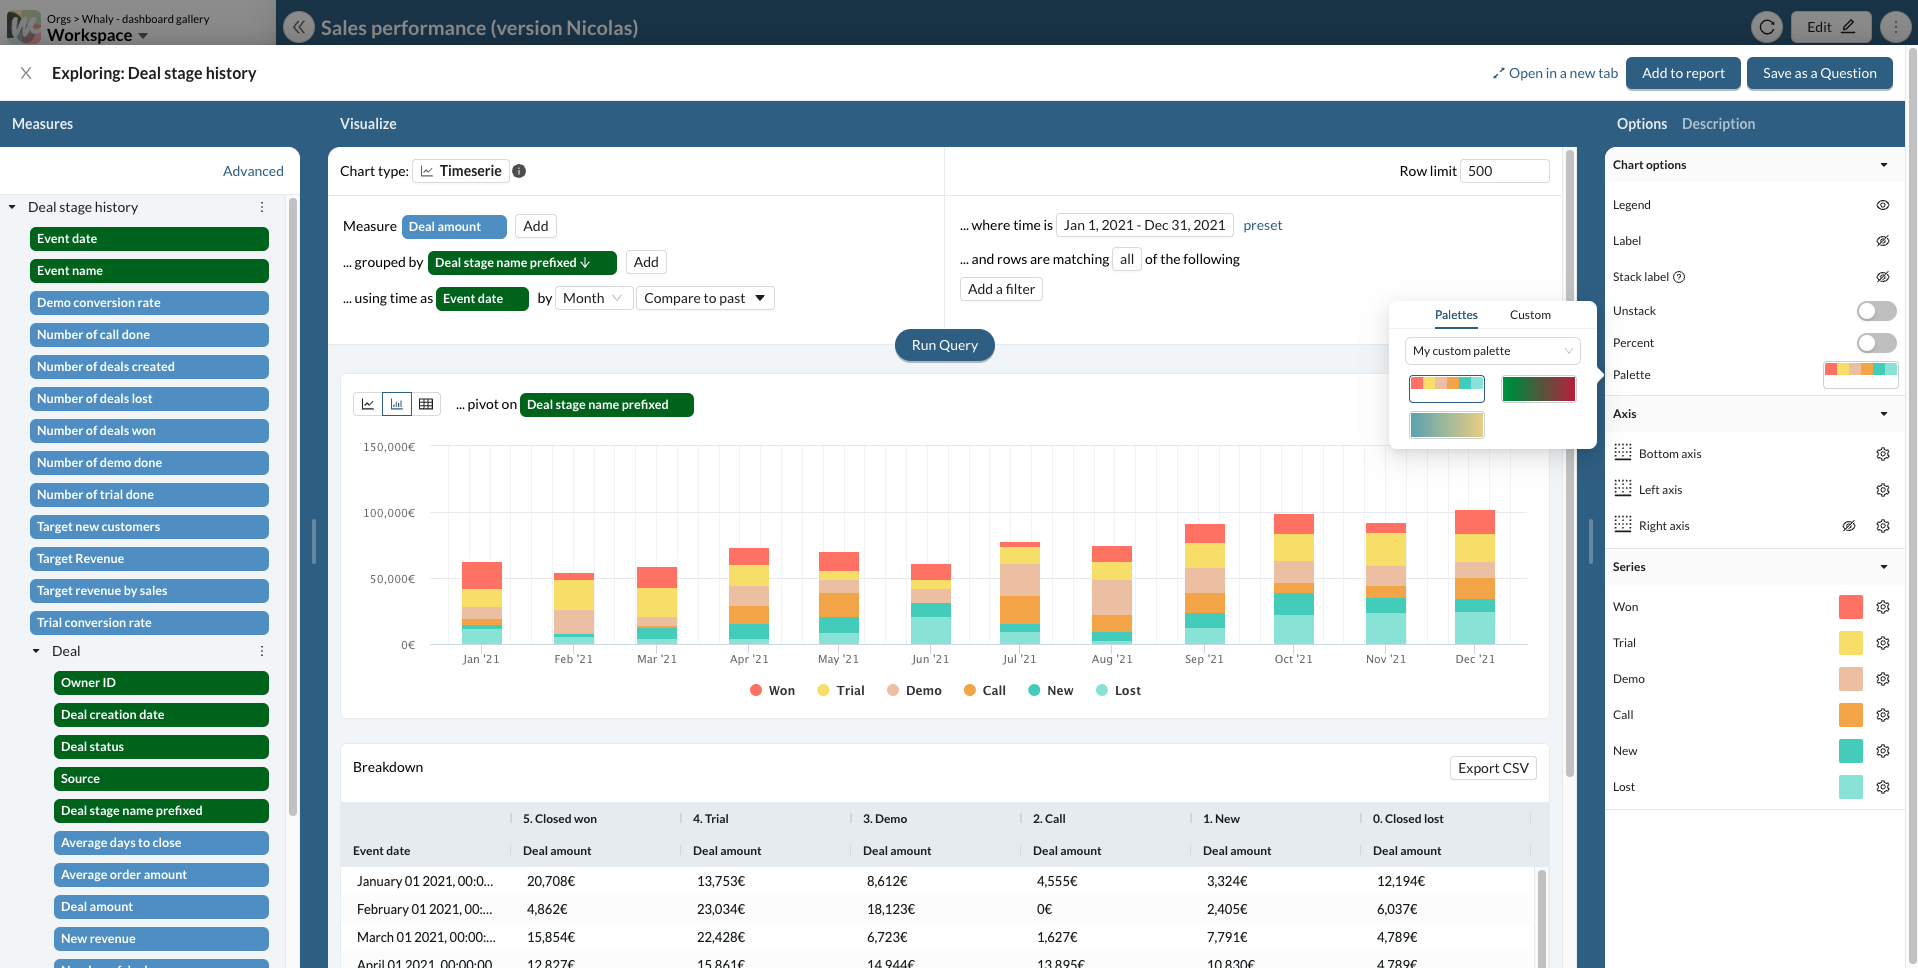 Orgs > Whaly - dashboard gallery
Workspace
Sales performance (version Nicolas)
Edit
Exploring: Deal stage history
Open in a new tab
Add to report
Save as a Question
Measures
Visualize
Options
Description
Advanced
Deal stage history
Event date
Event name
Demo conversion rate
Number of call done
Number of deals created
Number of deals lost
Number of deals won
Number of demo done
Number of trial done
Target new customers
Target Revenue
Target revenue by sales
Trial conversion rate
Deal
Owner ID
Deal creation date
Deal status
Source
Deal stage name prefixed
Average days to close
Average order amount
Deal amount
New revenue
Chart type: Timeserie
Row limit 500
Measure Deal amount Add
... grouped by Deal stage name prefixed ↓ Add
... using time as Event date by Month Compare to past
... where time is Jan 1, 2021 - Dec 31, 2021 preset
... and rows are matching all of the following
Add a filter
Run Query
... pivot on Deal stage name prefixed
150,000€
100,000€
50,000€
0€
Jan '21 Feb '21 Mar '21 Apr '21 May '21 Jun '21 Jul '21 Aug '21 Sep '21 Oct '21 Nov '21 Dec '21
Won Trial Demo Call New Lost
Breakdown
Export CSV
5. Closed won 4. Trial 3. Demo 2. Call 1. New 0. Closed lost
Event date Deal amount Deal amount Deal amount Deal amount Deal amount Deal amount
January 01 2021, 00:0... 20,708€ 13,753€ 8,612€ 4,555€ 3,324€ 12,194€
February 01 2021, 00:... 4,862€ 23,034€ 18,123€ 0€ 2,405€ 6,037€
March 01 2021, 00:00:... 15,854€ 22,428€ 6,723€ 1,627€ 7,791€ 4,789€
April 01 2021, 00:00:00 12,827€ 15,861€ 14,944€ 13,895€ 10,830€ 4,789€
Palettes
Custom
My custom palette
Chart options
Legend
Label
Stack label
Unstack
Percent
Palette
Axis
Bottom axis
Left axis
Right axis
Series
Won
Trial
Demo
Call
New
Lost